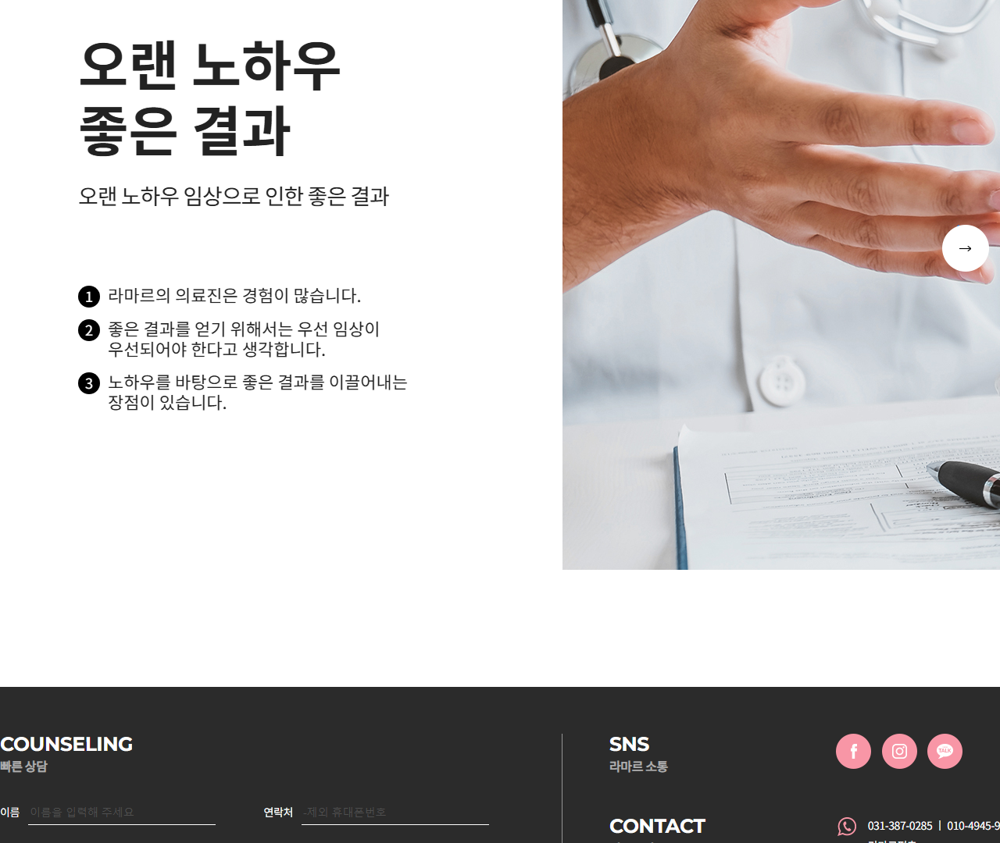 오랜 노하우
좋은 결과
오랜 노하우 임상으로 인한 좋은 결과
1 라마르의 의료진은 경험이 많습니다.
2 좋은 결과를 얻기 위해서는 우선 임상이
우선되어야 한다고 생각합니다.
3 노하우를 바탕으로 좋은 결과를 이끌어내는
장점이 있습니다.
COUNSELING
빠른 상담
이름 이름을 입력해 주세요
연락처 -제외 휴대폰번호
SNS
라마르 소통
TALK
CONTACT
031-387-0285 | 010-4945-9